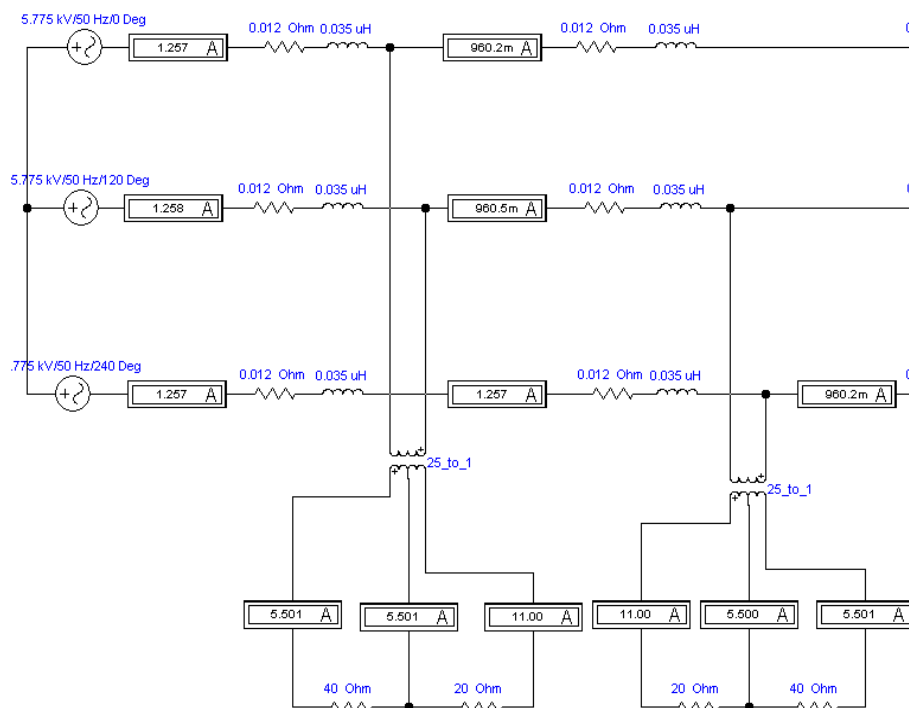 5.775 kV/50 Hz/0 Deg
1.257 A
0.012 Ohm 0.035 uH
960.2m A
0.012 Ohm 0.035 uH
0
5.775 kV/50 Hz/120 Deg
1.258 A
0.012 Ohm 0.035 uH
960.5m A
0.012 Ohm 0.035 uH
0
.775 kV/50 Hz/240 Deg
1.257 A
0.012 Ohm 0.035 uH
1.257 A
0.012 Ohm 0.035 uH
960.2m A
0
25_to_1
25_to_1
5.501 A
5.501 A
11.00 A
11.00 A
5.500 A
5.501 A
40 Ohm
20 Ohm
20 Ohm
40 Ohm